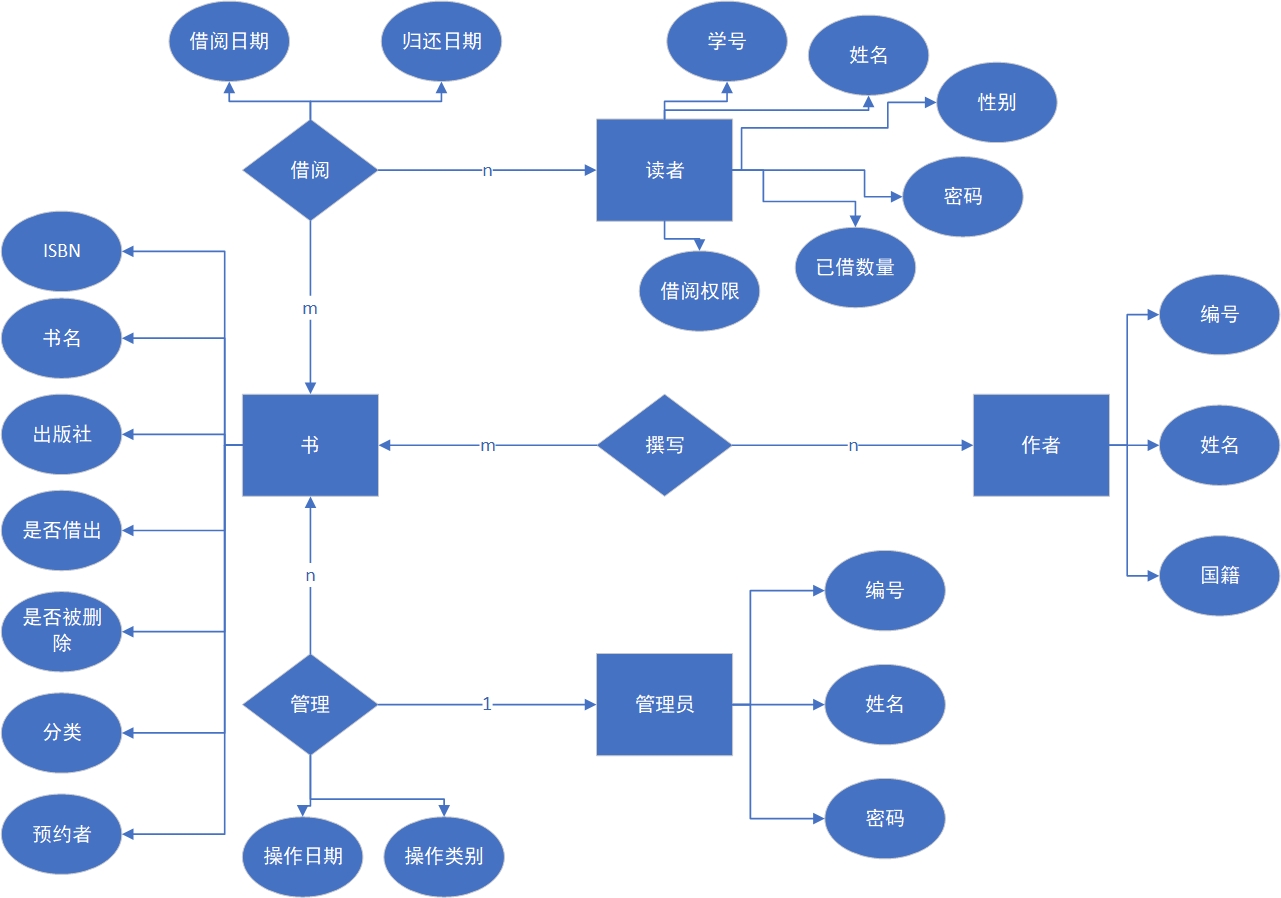 借阅日期
归还日期
学号
姓名
性别
借阅
n
读者
密码
ISBN
已借数量
借阅权限
m
编号
书名
出版社
书
m
撰写
n
作者
姓名
是否借出
n
国籍
编号
是否被删
除
管理
1
管理员
姓名
分类
密码
预约者
操作日期
操作类别